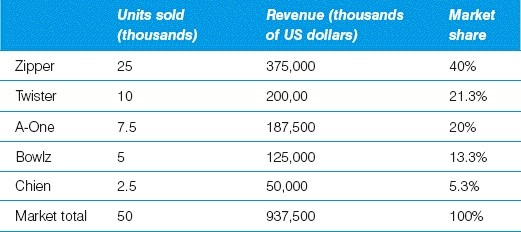 Units sold Revenue (thousands Market
(thousands) of US dollars) share
Zipper 25 375,000 40%
Twister 10 200,00 21.3%
A-One 7.5 187,500 20%
Bowlz 5 125,000 13.3%
Chien 2.5 50,000 5.3%
Market total 50 937,500 100%